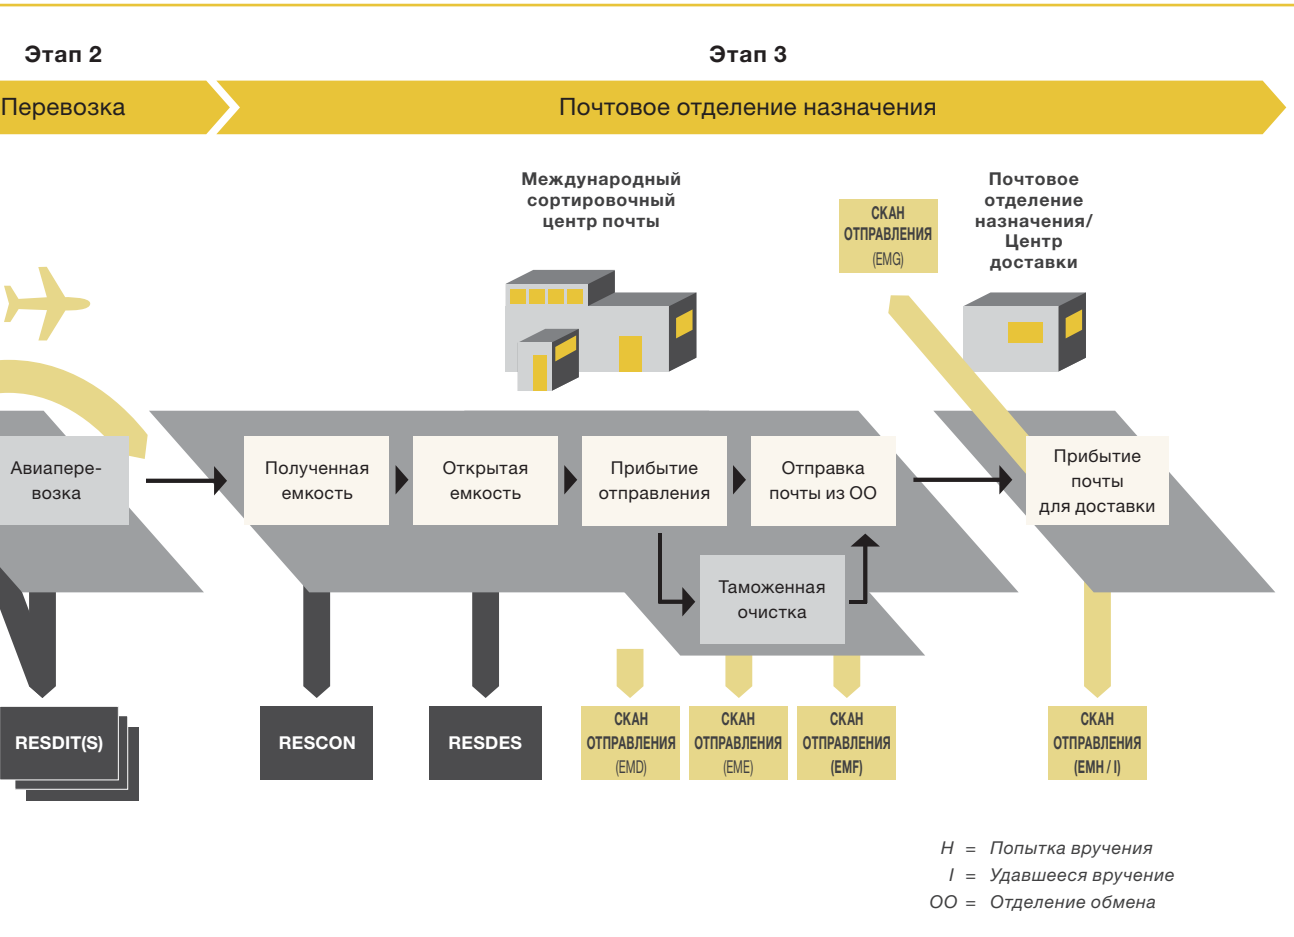 Этап 2
Этап 3
Перевозка
Почтовое отделение назначения
Международный
сортировочный
центр почты
СКАН
ОТПРАВЛЕНИЯ
(EMG)
Почтовое
отделение
назначения/
Центр
доставки
Авиапере-
возка
Полученная
емкость
Открытая
емкость
Прибытие
отправления
Отправка
почты из ОО
Прибытие
почты
для доставки
Таможенная
очистка
RESDIT(S)
RESCON
RESDES
СКАН
ОТПРАВЛЕНИЯ
(EMD)
СКАН
ОТПРАВЛЕНИЯ
(EME)
СКАН
ОТПРАВЛЕНИЯ
(EMF)
СКАН
ОТПРАВЛЕНИЯ
(EMH / I)
H = Попытка вручения
I = Удавшееся вручение
ОО = Отделение обмена